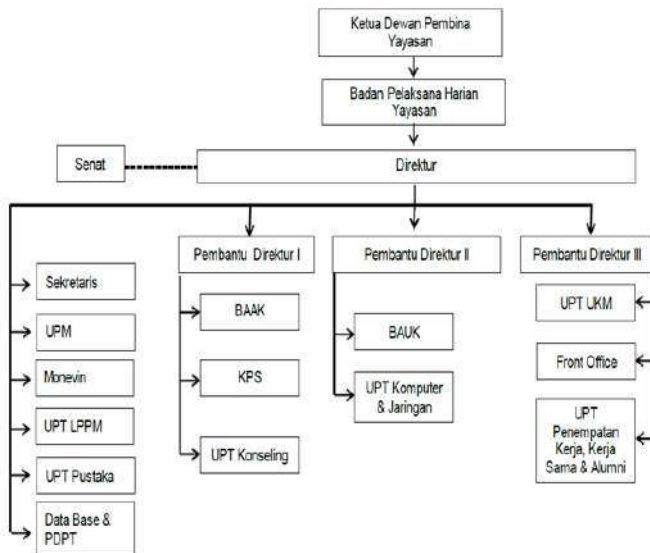 Ketua Dewan Pembina
Yayasan
Badan Pelaksana Harian
Yayasan
Senat
Direktur
Pembantu Direktur I
Pembantu Direktur II
Pembantu Direktur III
Sekretaris
UPM
Monevin
UPT LPPM
UPT Pustaka
Data Base &
PDPT
BAAK
KPS
UPT Konseling
BAUK
UPT Komputer
& Jaringan
UPT UKM
Front Office
UPT
Penempatan
Kerja, Kerja
Sama & Alumni